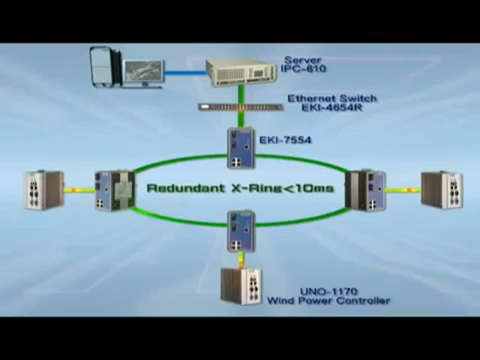 Server
IPC-610
Ethernet Switch
EKI-4654R
EKI-7554
Redundant X-Ring<10ms
UNO-1170
Wind Power Controller